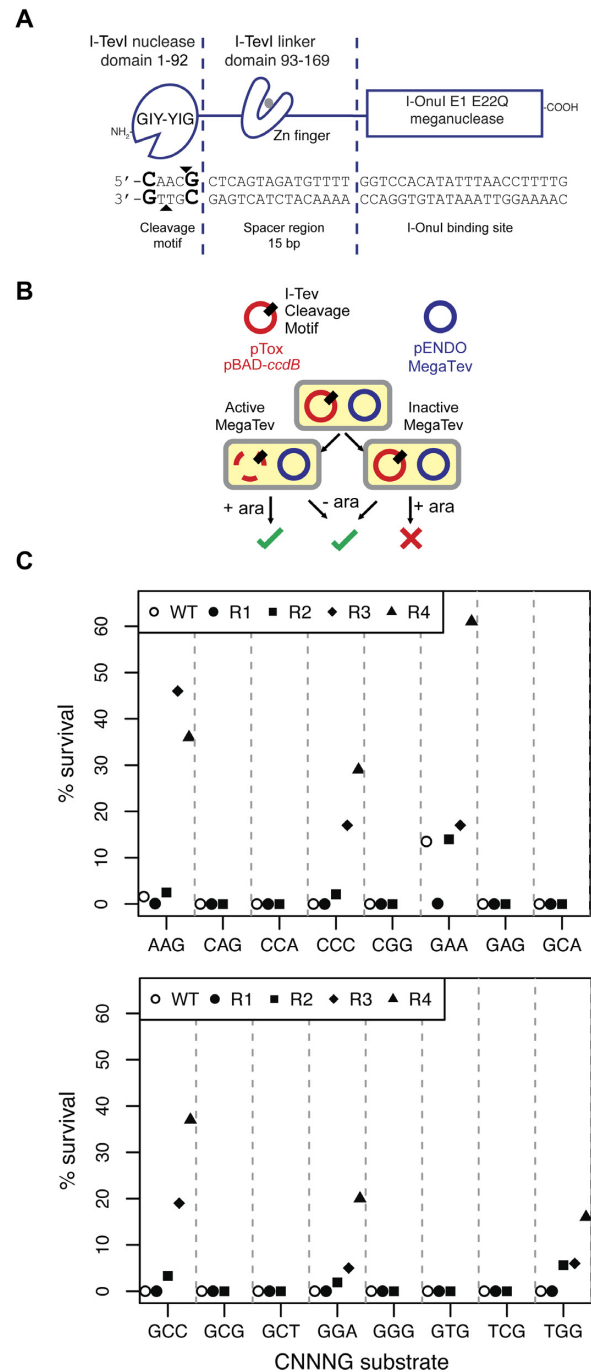 A
I-TevI nuclease
domain 1-92
I-TevI linker
domain 93-169
GIY-YIG
NH2-
Zn finger
I-OnuI E1 E22Q
meganuclease
-COOH
5’-CAACG CTCAGTAGATGTTTT GGTCCACATATTTAACCTTTTG
3’-GTTGC GAGTCATCTACAAAA CCAGGTGTATAAATTGGAAAAC
Cleavage
motif
Spacer region
15 bp
I-OnuI binding site
B
I-Tev
Cleavage
Motif
pTox
pBAD-ccdB
pENDO
MegaTev
Active
MegaTev
Inactive
MegaTev
+ ara
- ara
+ ara
C
WT R1 R2 R3 R4
% survival
60
50
40
30
20
10
0
AAG CAG CCA CCC CGG GAA GAG GCA
WT R1 R2 R3 R4
% survival
60
50
40
30
20
10
0
GCC GCG GCT GGA GGG GTG TCG TGG
CNNNG substrate